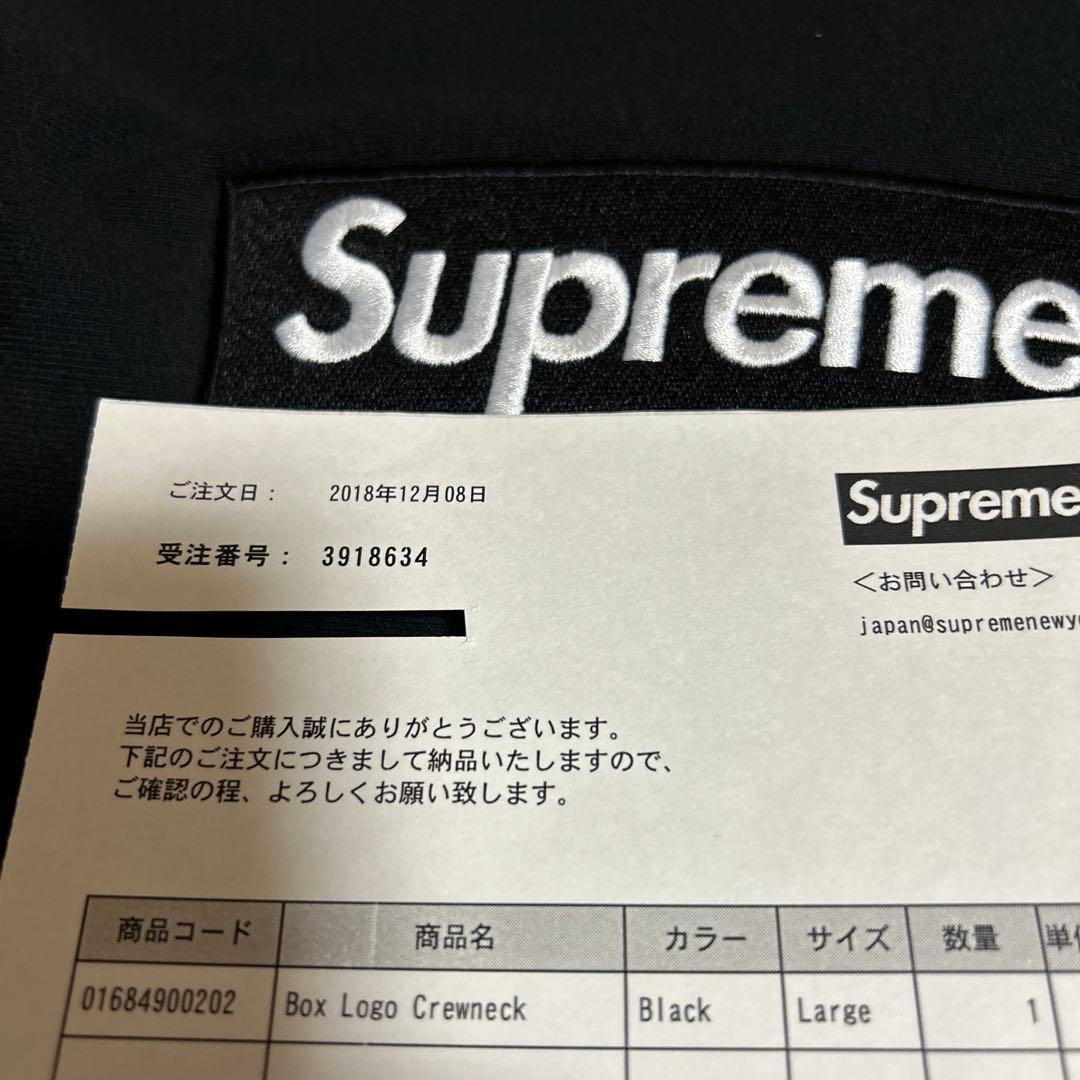 Supreme
ご注文日： 2018年12月08日
Supreme
受注番号： 3918634
＜お問い合わせ＞
japan@supremenewy
当店でのご購入誠にありがとうございます。
下記のご注文につきまして納品いたしますので、
ご確認の程、よろしくお願い致します。
商品コード 商品名 カラー サイズ 数量 単
01684900202 Box Logo Crewneck Black Large 1